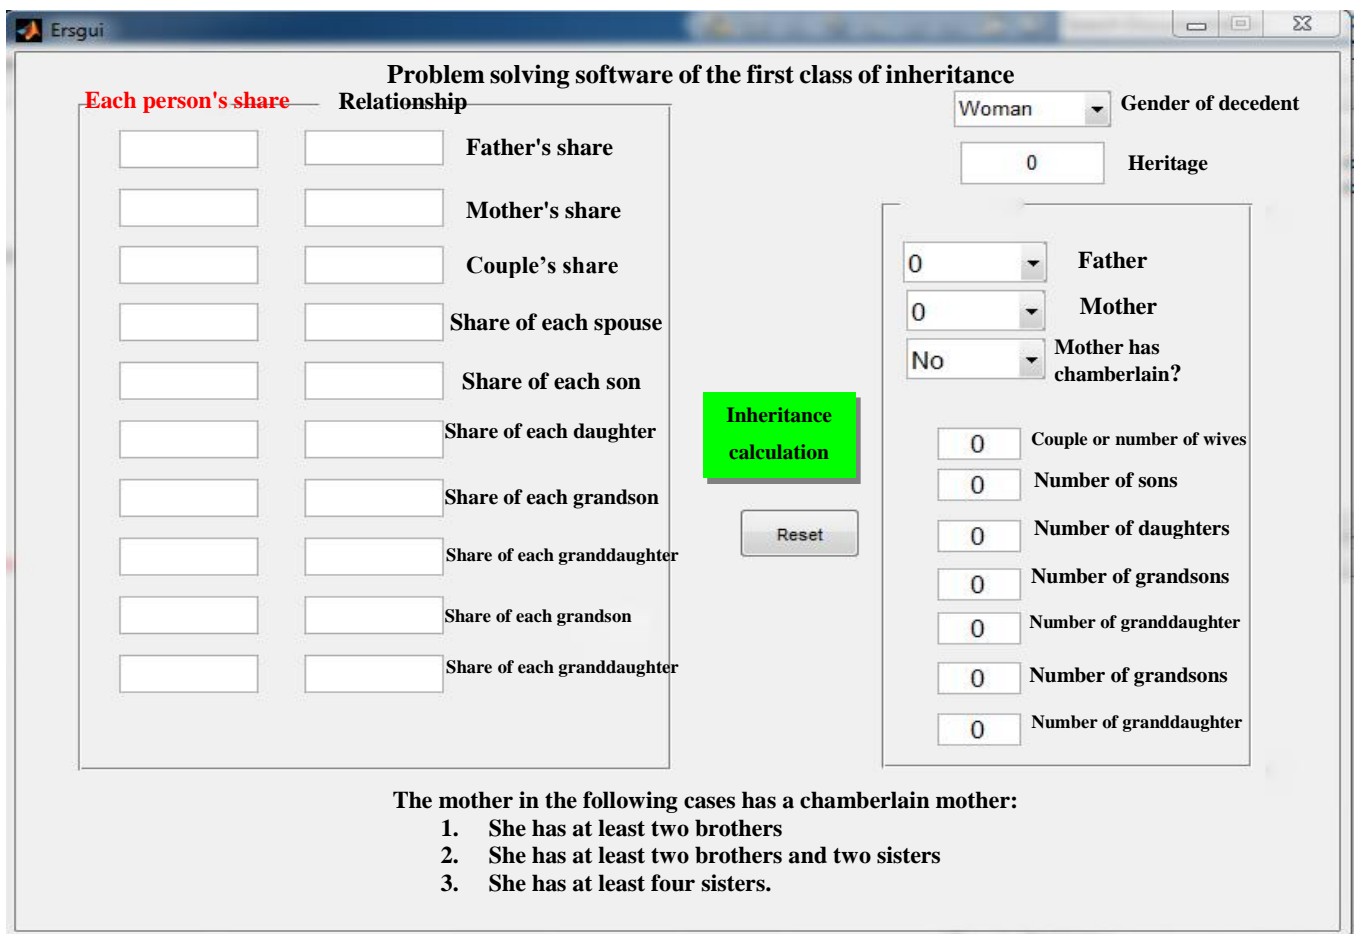 Ersgui
Problem solving software of the first class of inheritance
Each person's share Relationship
Father's share
Mother's share
Couple's share
Share of each spouse
Share of each son
Share of each daughter
Share of each grandson
Share of each granddaughter
Share of each grandson
Share of each granddaughter
Inheritance
calculation
Reset
Woman Gender of decedent
0 Heritage
0 Father
0 Mother
No Mother has
chamberlain?
0 Couple or number of wives
0 Number of sons
0 Number of daughters
0 Number of grandsons
0 Number of granddaughter
0 Number of grandsons
0 Number of granddaughter
The mother in the following cases has a chamberlain mother:
1. She has at least two brothers
2. She has at least two brothers and two sisters
3. She has at least four sisters.